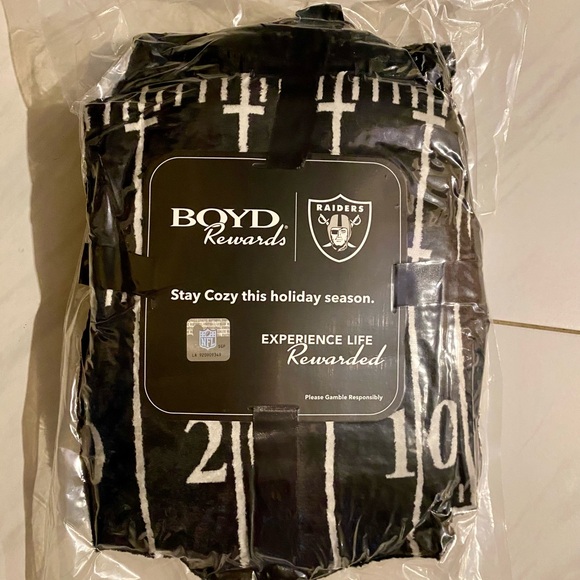 BOYD®
Rewards
RAIDERS
Stay Cozy this holiday season.
NFL
EXPERIENCE LIFE
Rewarded
Please Gamble Responsibly
2
10